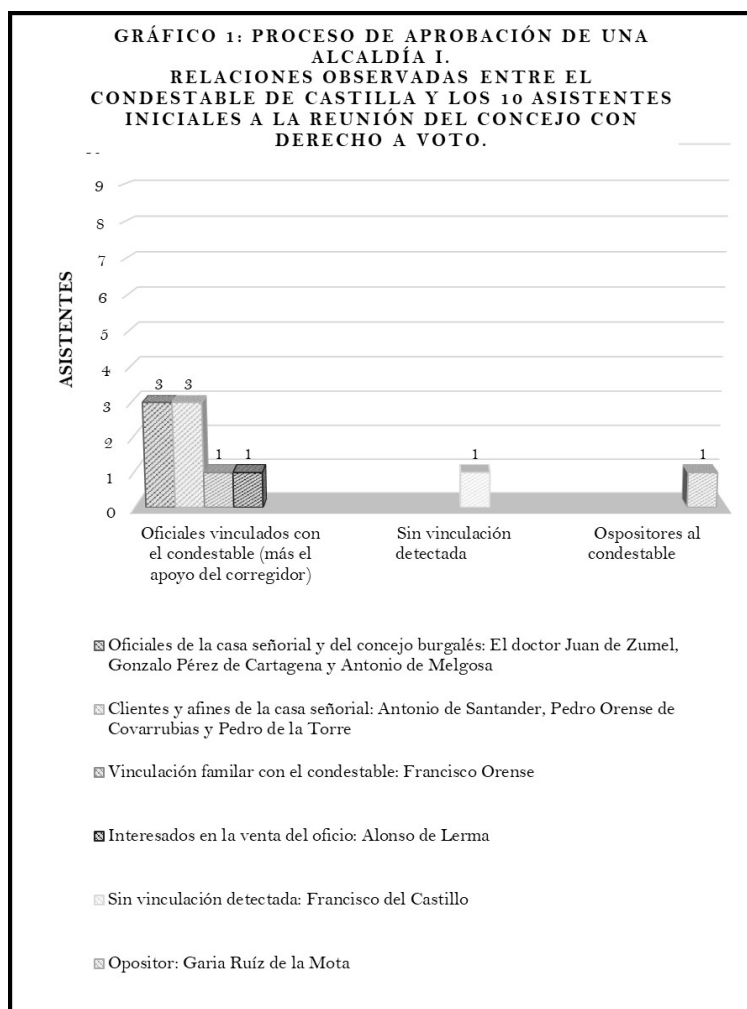 GRÁFICO 1: PROCESO DE APROBACIÓN DE UNA
ALCALDÍA I.
RELACIONES OBSERVADAS ENTRE EL
CONDESTABLE DE CASTILLA Y LOS 10 ASISTENTES
INICIALES A LA REUNIÓN DEL CONCEJO CON
DERECHO A VOTO.
ASISTENTES
9
8
7
6
5
4
3
2
1
0
3 3
1 1
1
1
Oficiales vinculados con
el condestable (más el
apoyo del corregidor)
Sin vinculación
detectada
Ospositores al
condestable
Oficiales de la casa señorial y del concejo burgalés: El doctor Juan de Zumel,
Gonzalo Pérez de Cartagena y Antonio de Melgosa
Clientes y afines de la casa señorial: Antonio de Santander, Pedro Orense de
Covarrubias y Pedro de la Torre
Vinculación familar con el condestable: Francisco Orense
Interesados en la venta del oficio: Alonso de Lerma
Sin vinculación detectada: Francisco del Castillo
Opositor: Garia Ruíz de la Mota